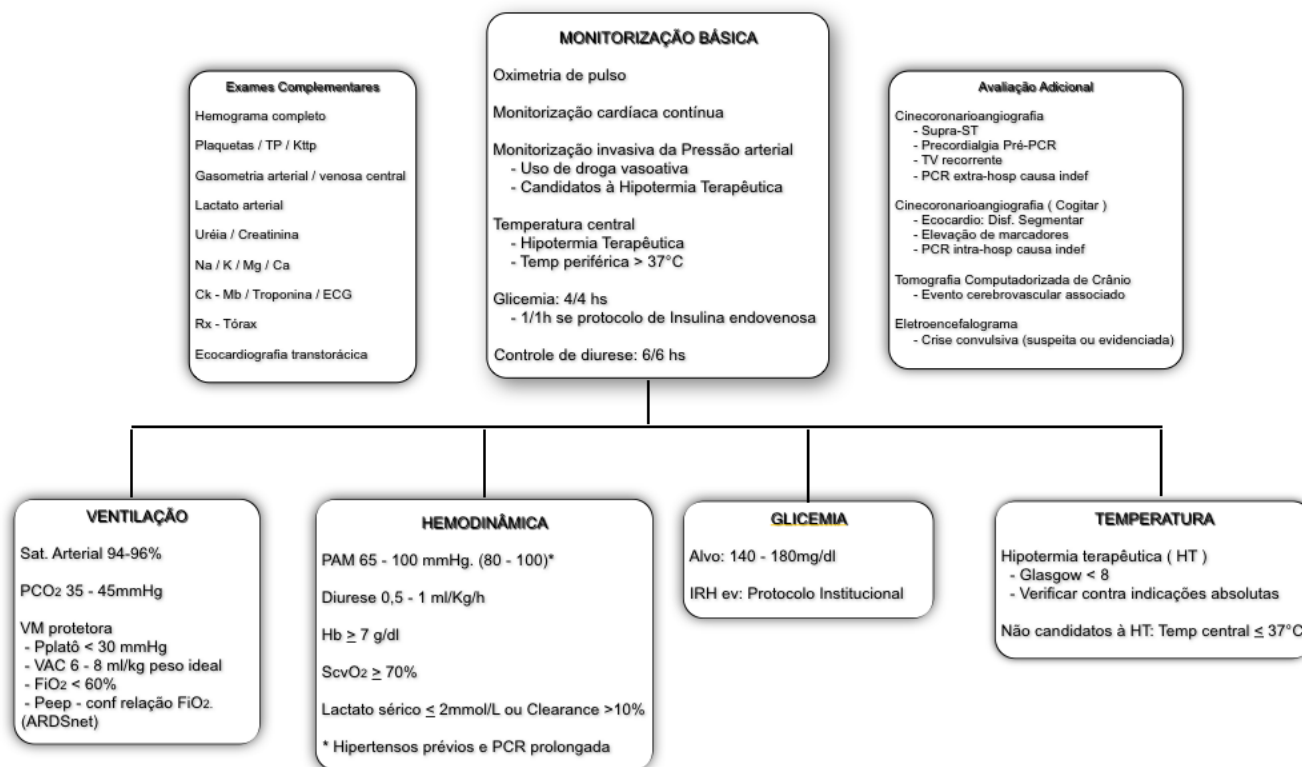 MONITORIZAÇÃO BÁSICA
Oximetria de pulso
Monitorização cardíaca contínua
Monitorização invasiva da Pressão arterial
- Uso de droga vasoativa
- Candidatos à Hipotermia Terapêutica
Temperatura central
- Hipotermia Terapêutica
- Temp periférica > 37°C
Glicemia: 4/4 hs
- 1/1h se protocolo de Insulina endovenosa
Controle de diurese: 6/6 hs
Exames Complementares
Hemograma completo
Plaquetas / TP / Kttp
Gasometria arterial / venosa central
Lactato arterial
Uréia / Creatinina
Na / K / Mg / Ca
Ck - Mb / Troponina / ECG
Rx - Tórax
Ecocardiografia transtorácica
Avaliação Adicional
Cinecoronarioangiografia
- Supra-ST
- Precordialgia Pré-PCR
- TV recorrente
- PCR extra-hosp causa indef
Cinecoronarioangiografia ( Cogitar )
- Ecocardio: Disf. Segmentar
- Elevação de marcadores
- PCR intra-hosp causa indef
Tomografia Computadorizada de Crânio
- Evento cerebrovascular associado
Eletroencefalograma
- Crise convulsiva (suspeita ou evidenciada)
VENTILAÇÃO
Sat. Arterial 94-96%
PCO₂ 35 - 45mmHg
VM protetora
- Pplatô < 30 mmHg
- VAC 6 - 8 ml/kg peso ideal
- FiO₂ < 60%
- Peep - conf relação FiO₂.
(ARDSnet)
HEMODINÂMICA
PAM 65 - 100 mmHg. (80 - 100)*
Diurese 0,5 - 1 ml/Kg/h
Hb ≥ 7 g/dl
ScvO₂ ≥ 70%
Lactato sérico ≤ 2mmol/L ou Clearance >10%
* Hipertensos prévios e PCR prolongada
GLICEMIA
Alvo: 140 - 180mg/dl
IRH ev: Protocolo Institucional
TEMPERATURA
Hipotermia terapêutica ( HT )
- Glasgow < 8
- Verificar contra indicações absolutas
Não candidatos à HT: Temp central ≤ 37°C